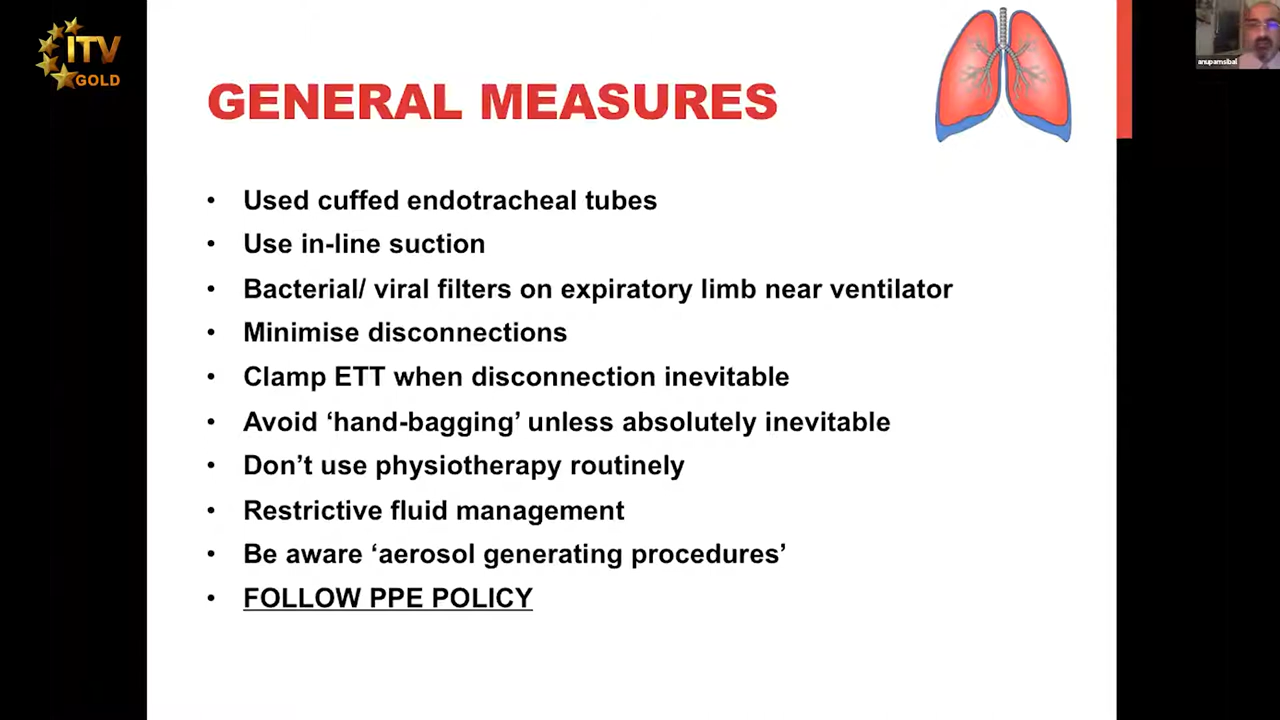 ITV
GOLD
anupamsibal
GENERAL MEASURES
• Used cuffed endotracheal tubes
• Use in-line suction
• Bacterial/ viral filters on expiratory limb near ventilator
• Minimise disconnections
• Clamp ETT when disconnection inevitable
• Avoid ‘hand-bagging’ unless absolutely inevitable
• Don’t use physiotherapy routinely
• Restrictive fluid management
• Be aware ‘aerosol generating procedures’
• FOLLOW PPE POLICY